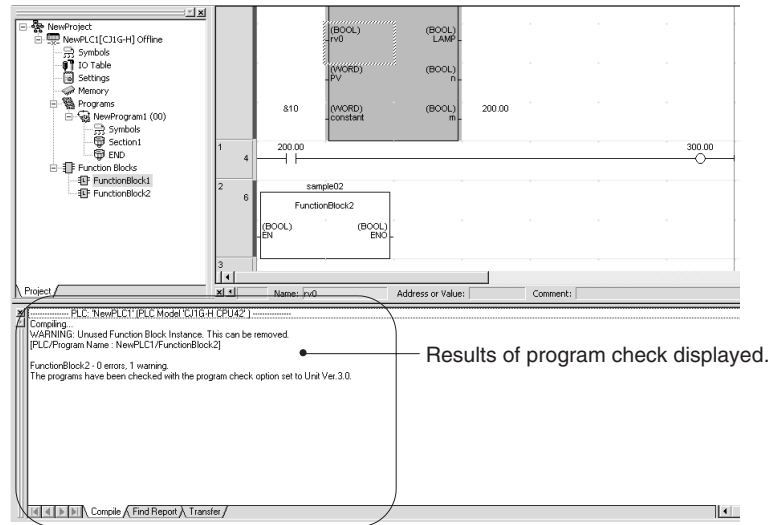 NewProject
NewPLC1[CJ1G-H] Offline
Symbols
IO Table
Settings
Memory
Programs
NewProgram1 (00)
Symbols
Section1
END
Function Blocks
FunctionBlock1
FunctionBlock2
Project
(BOOL) (BOOL)
rv0 LAMP
(WORD) (BOOL)
PV n
&10 (WORD) (BOOL) 200.00
constant m
1 4 200.00 300.00
2 6 sample02
FunctionBlock2
(BOOL) (BOOL)
EN ENO
3
Name: rv0 Address or Value: Comment:
-------------- PLC: 'NewPLC1' (PLC Model 'CJ1G-H CPU42') --------------
Compiling...
WARNING: Unused Function Block Instance. This can be removed.
[PLC/Program Name : NewPLC1/FunctionBlock2]
FunctionBlock2 - 0 errors, 1 warning.
The programs have been checked with the program check option set to Unit Ver.3.0.
Results of program check displayed.
Compile Find Report Transfer